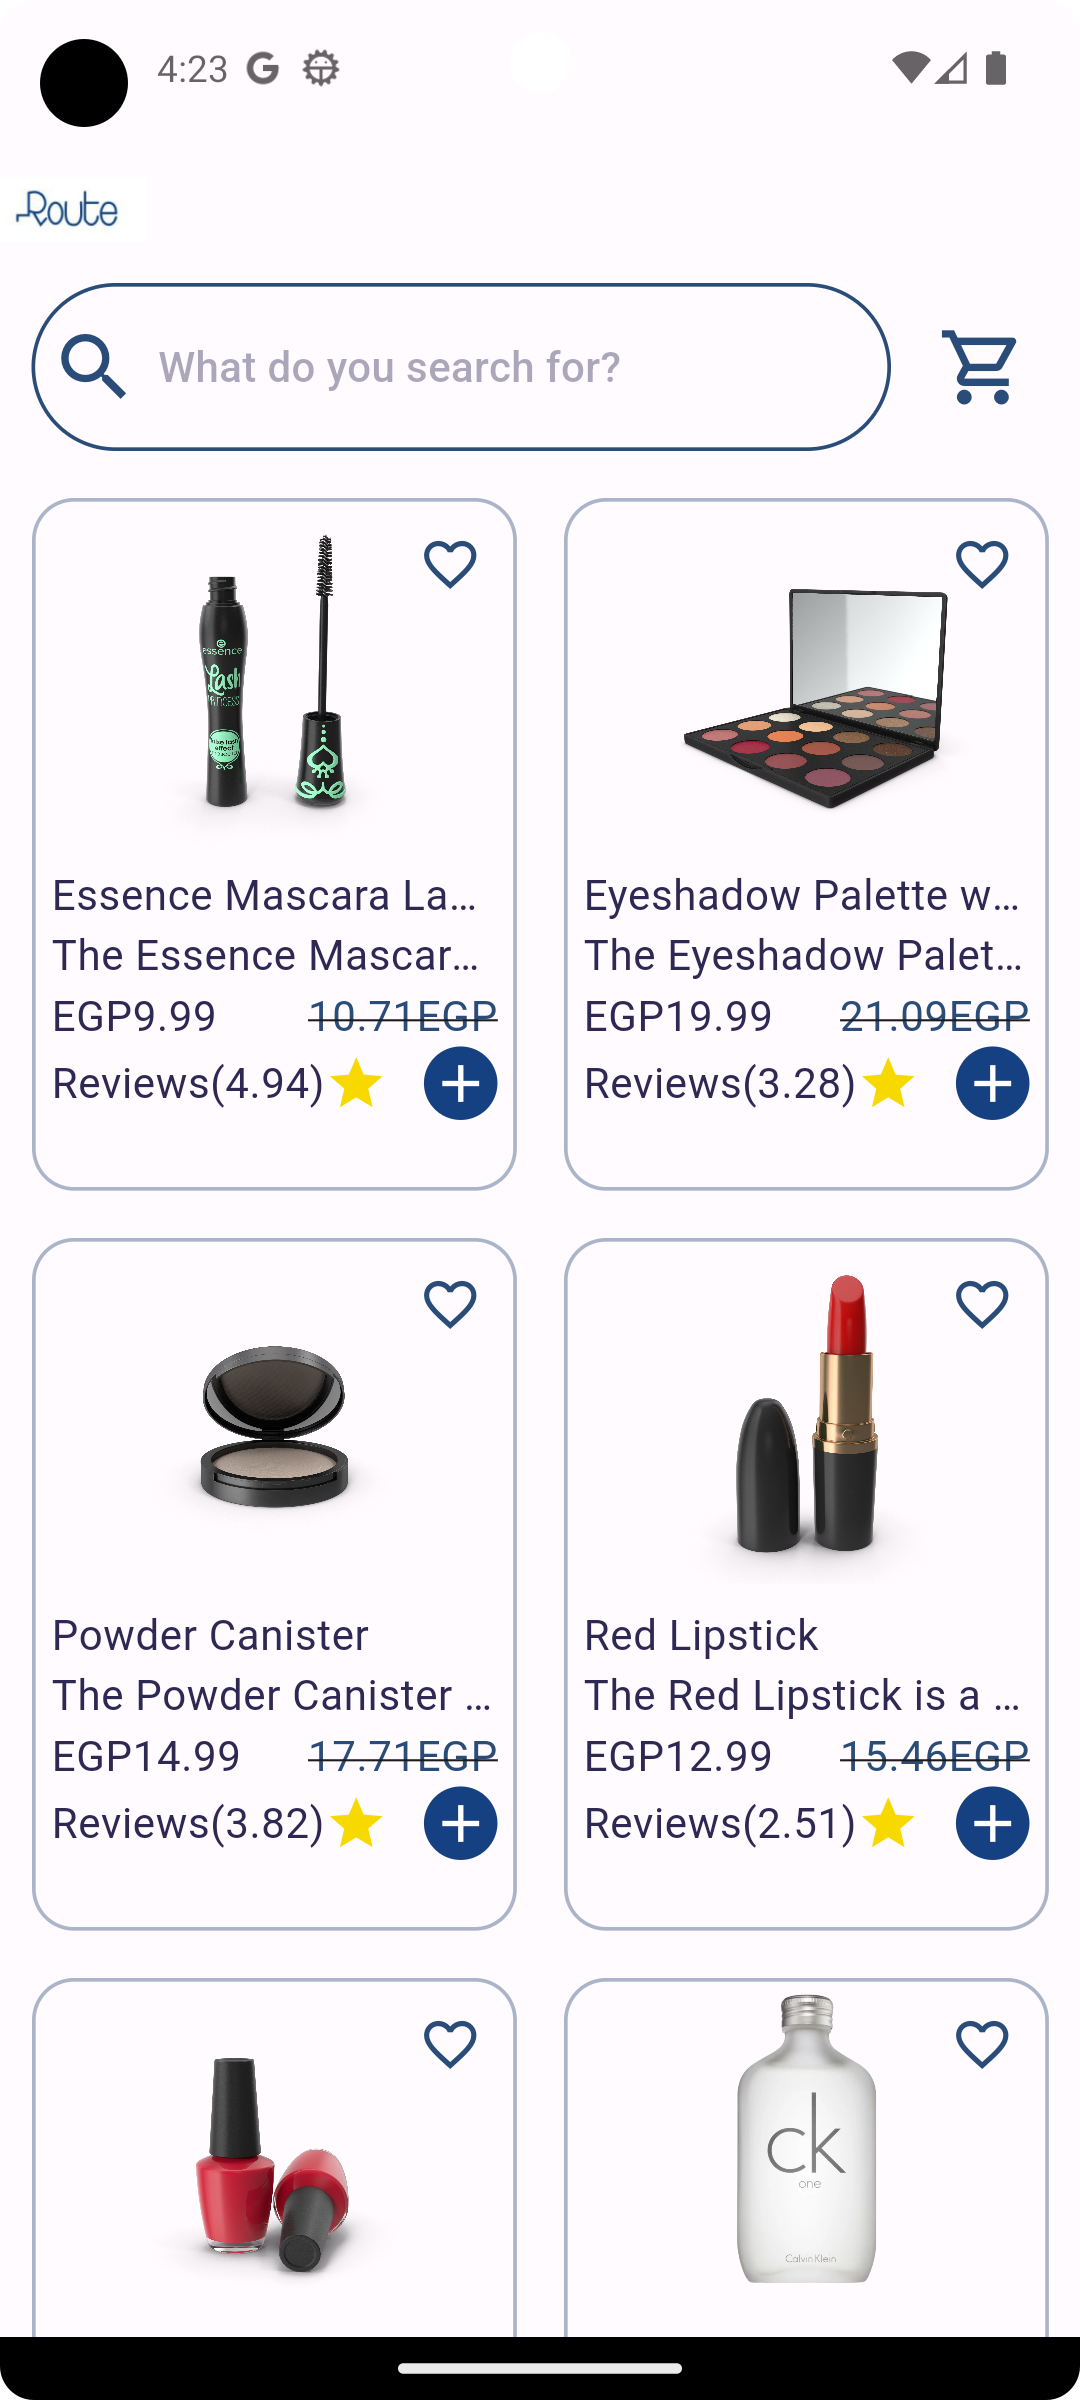 4:23
Route
What do you search for?
essence
Lash
PRINCESS
Essence Mascara La...
The Essence Mascar...
EGP9.99 10.71EGP
Reviews(4.94)
Eyeshadow Palette w...
The Eyeshadow Palet...
EGP19.99 21.09EGP
Reviews(3.28)
Powder Canister
The Powder Canister ...
EGP14.99 17.71EGP
Reviews(3.82)
Red Lipstick
The Red Lipstick is a ...
EGP12.99 15.46EGP
Reviews(2.51)
ck
one
Calvin Klein